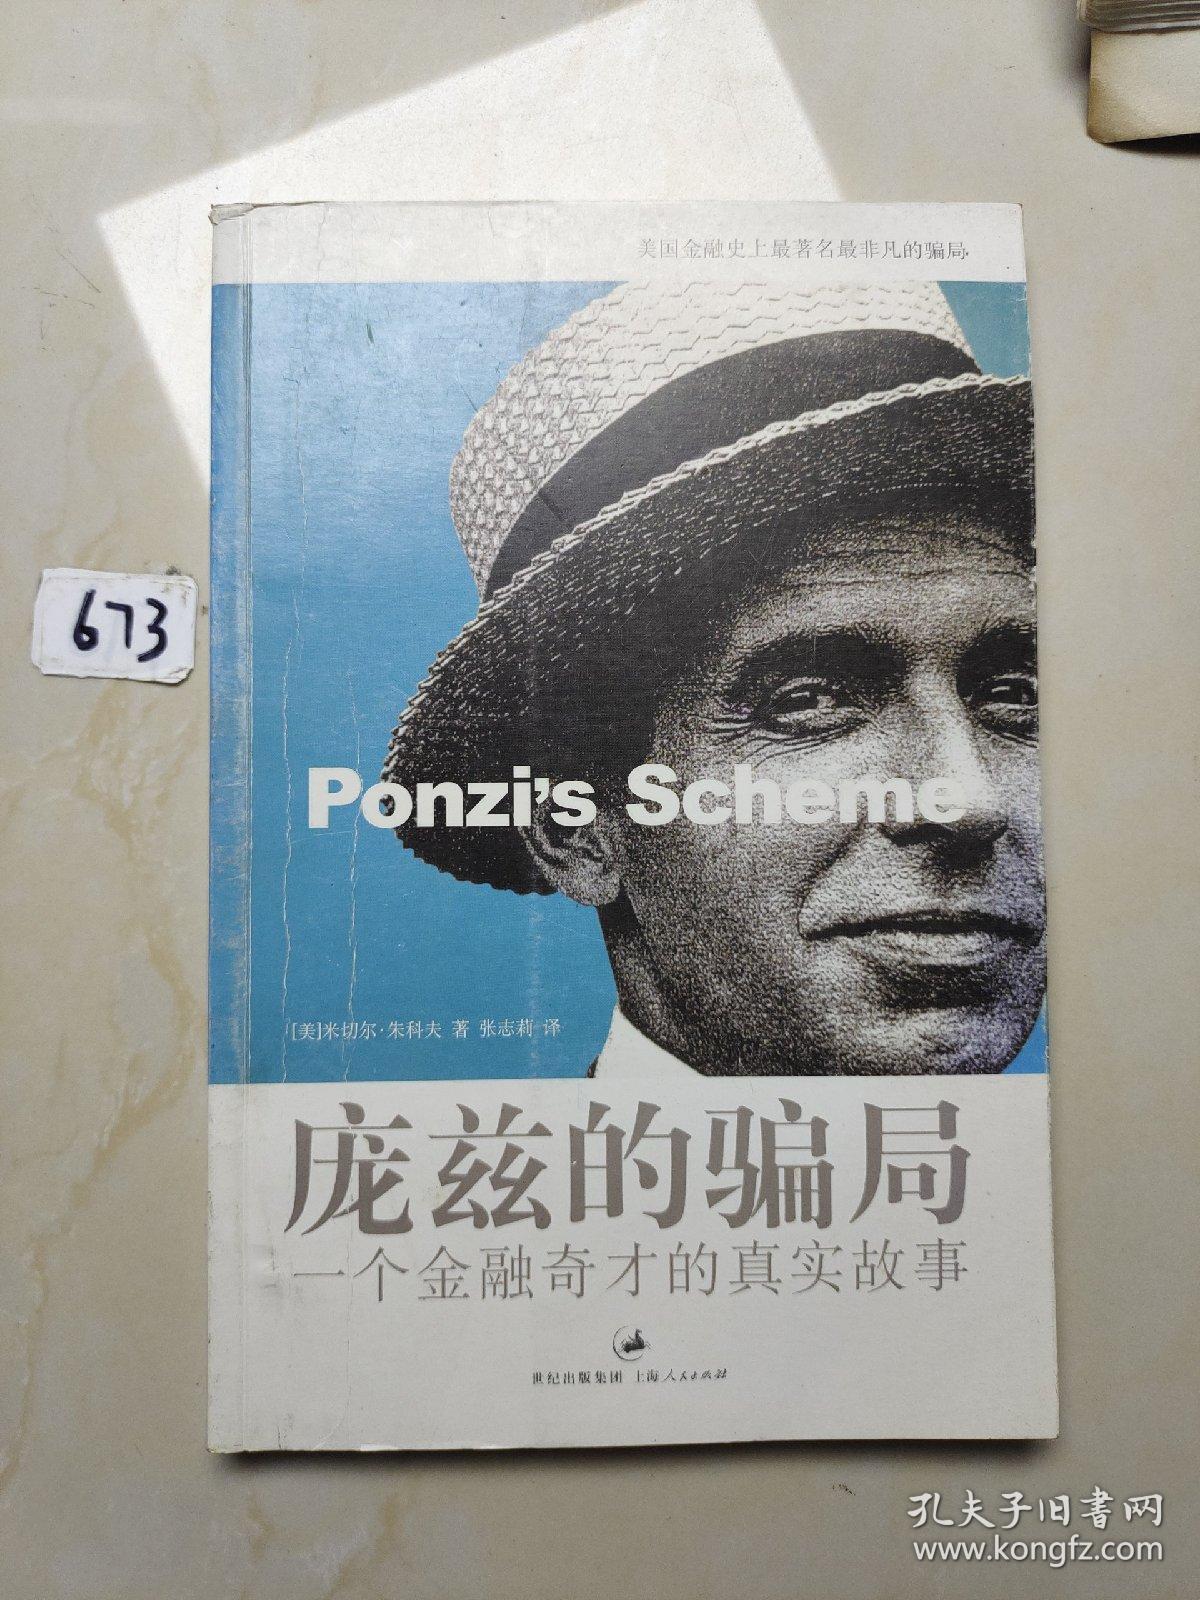 美国金融史上最著名最非凡的骗局
673
Ponzi's Scheme
[美]米切尔·朱科夫 著 张志莉 译
庞兹的骗局
一个金融奇才的真实故事
世纪出版集团 上海人民出版社
孔夫子旧书网
www.kongfz.com